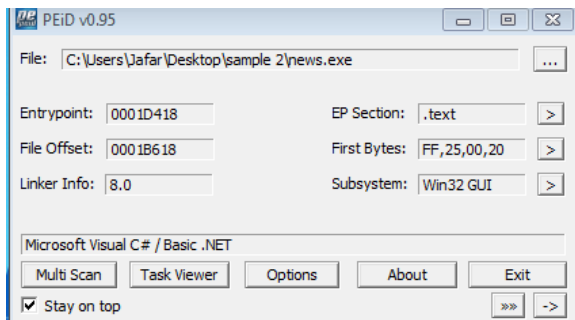 PEiD v0.95
File: C:\Users\Jafar\Desktop\sample 2\news.exe ...
Entrypoint: 0001D418 EP Section: .text >
File Offset: 0001B618 First Bytes: FF,25,00,20 >
Linker Info: 8.0 Subsystem: Win32 GUI >
Microsoft Visual C# / Basic .NET
Multi Scan Task Viewer Options About Exit
Stay on top »» ->